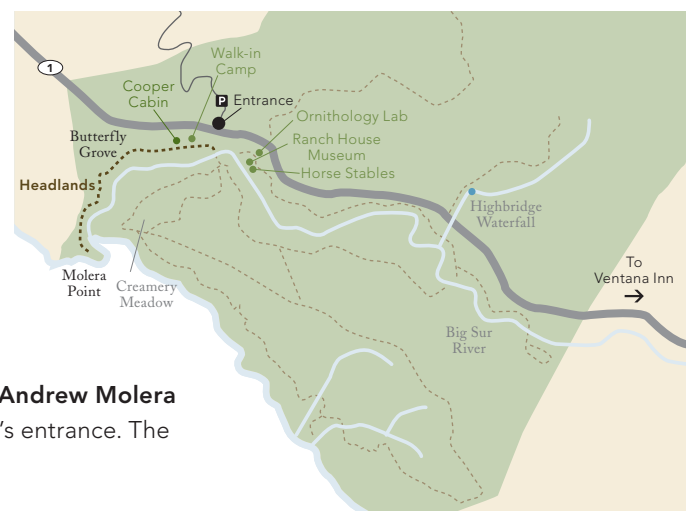 1
Walk-in
Camp
Cooper
Cabin
P Entrance
Ornithology Lab
Butterfly
Grove
Ranch House
Museum
Horse Stables
Headlands
Highbridge
Waterfall
Molera
Point
Creamery
Meadow
To
Ventana Inn
Big Sur
River
Andrew Molera
's entrance. The